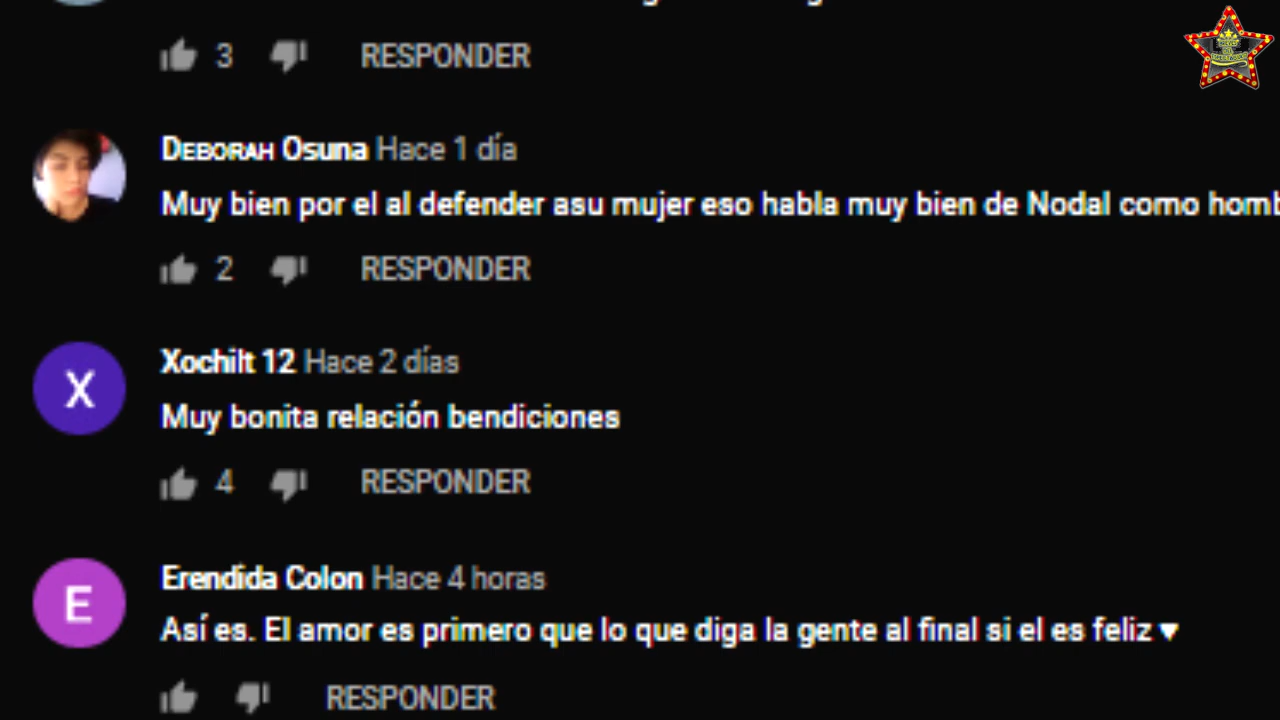 3 RESPONDER
Deborah Osuna Hace 1 día
Muy bien por el al defender asu mujer eso habla muy bien de Nodal como homb
2 RESPONDER
X
Xochilt 12 Hace 2 días
Muy bonita relación bendiciones
4 RESPONDER
E
Erendida Colon Hace 4 horas
Así es. El amor es primero que lo que diga la gente al final si el es feliz ♥
RESPONDER